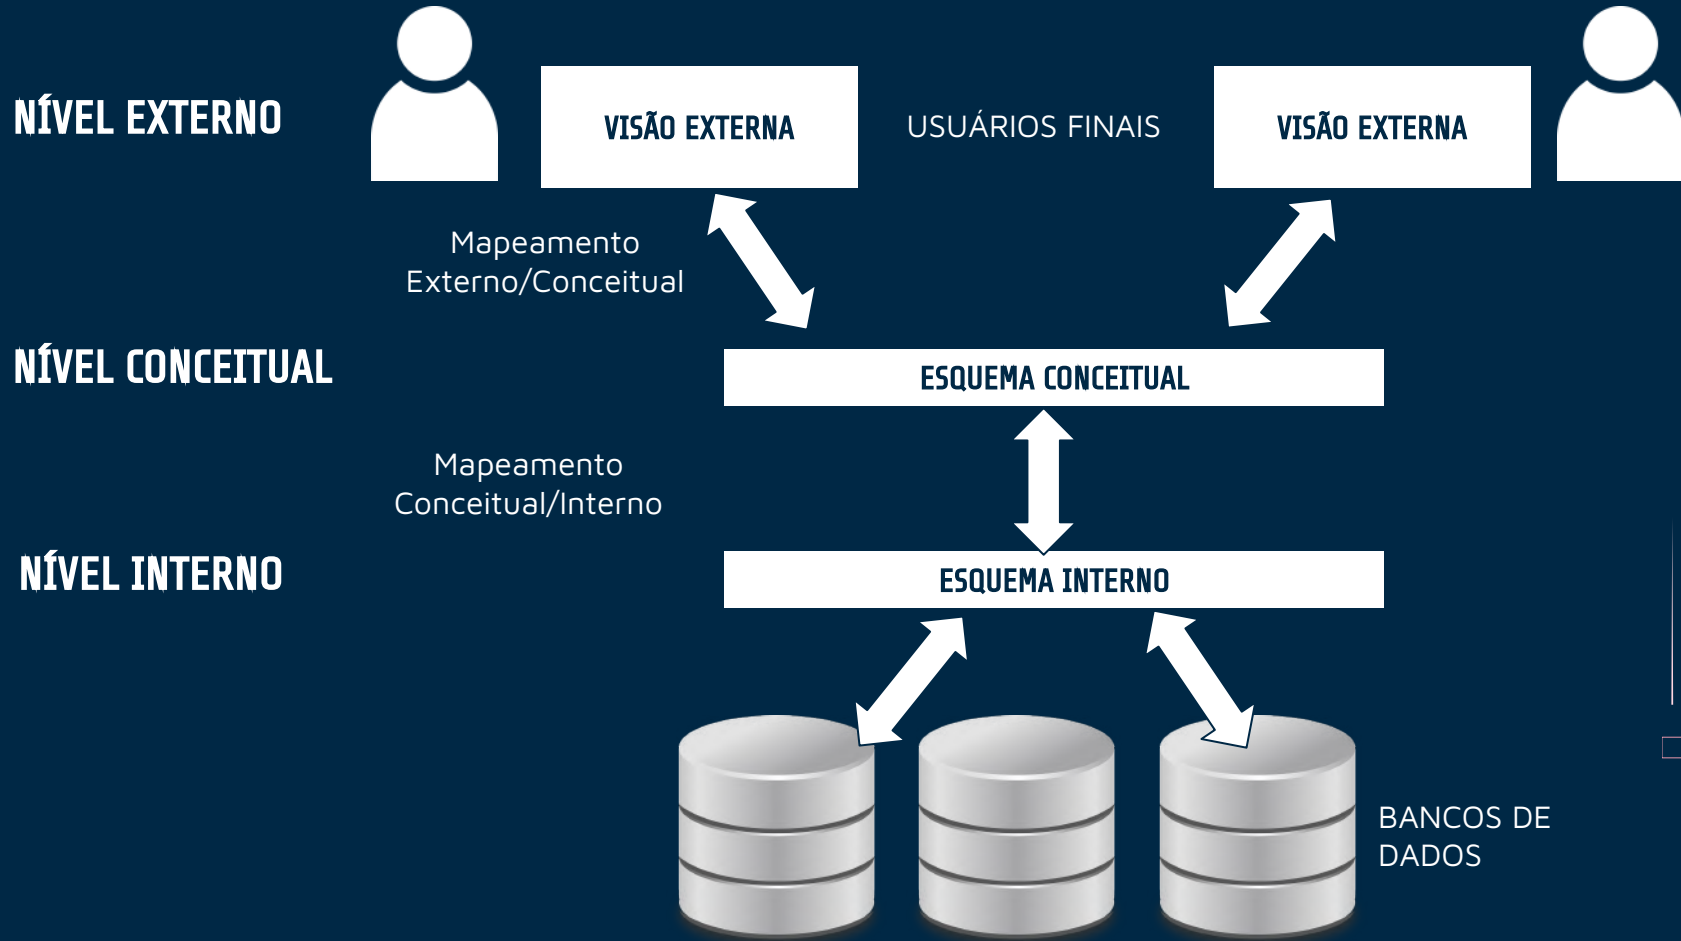 NÍVEL EXTERNO
VISÃO EXTERNA
USUÁRIOS FINAIS
VISÃO EXTERNA
Mapeamento
Externo/Conceitual
NÍVEL CONCEITUAL
ESQUEMA CONCEITUAL
Mapeamento
Conceitual/Interno
NÍVEL INTERNO
ESQUEMA INTERNO
BANCOS DE
DADOS